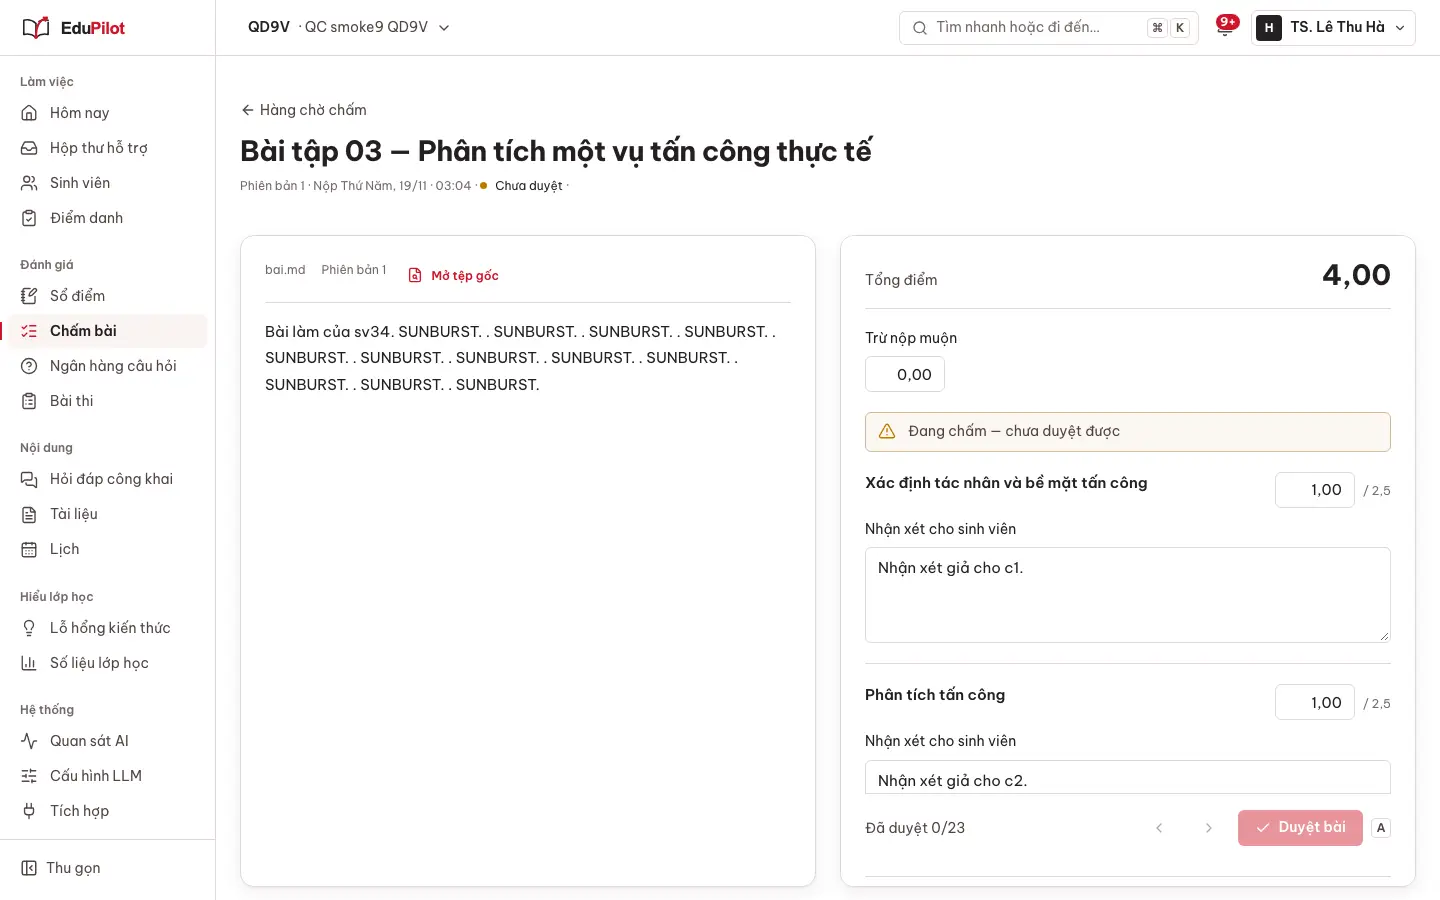 EduPilot
QD9V · QC smoke9 QD9V
Tìm nhanh hoặc đi đến... ⌘ K
9+
H TS. Lê Thu Hà
Làm việc
Hôm nay
Hộp thư hỗ trợ
Sinh viên
Điểm danh
Đánh giá
Sổ điểm
Chấm bài
Ngân hàng câu hỏi
Bài thi
Nội dung
Hỏi đáp công khai
Tài liệu
Lịch
Hiểu lớp học
Lỗ hổng kiến thức
Số liệu lớp học
Hệ thống
Quan sát AI
Cấu hình LLM
Tích hợp
Thu gọn
← Hàng chờ chấm
Bài tập 03 — Phân tích một vụ tấn công thực tế
Phiên bản 1 · Nộp Thứ Năm, 19/11 · 03:04 · Chưa duyệt ·
bai.md Phiên bản 1 Mở tệp gốc
Bài làm của sv34. SUNBURST. . SUNBURST. . SUNBURST. . SUNBURST. .
SUNBURST. . SUNBURST. . SUNBURST. . SUNBURST. . SUNBURST. .
SUNBURST. . SUNBURST. . SUNBURST.
Tổng điểm 4,00
Trừ nộp muộn
0,00
Đang chấm — chưa duyệt được
Xác định tác nhân và bề mặt tấn công 1,00 / 2,5
Nhận xét cho sinh viên
Nhận xét giả cho c1.
Phân tích tấn công 1,00 / 2,5
Nhận xét cho sinh viên
Nhận xét giả cho c2.
Đã duyệt 0/23 Duyệt bài A